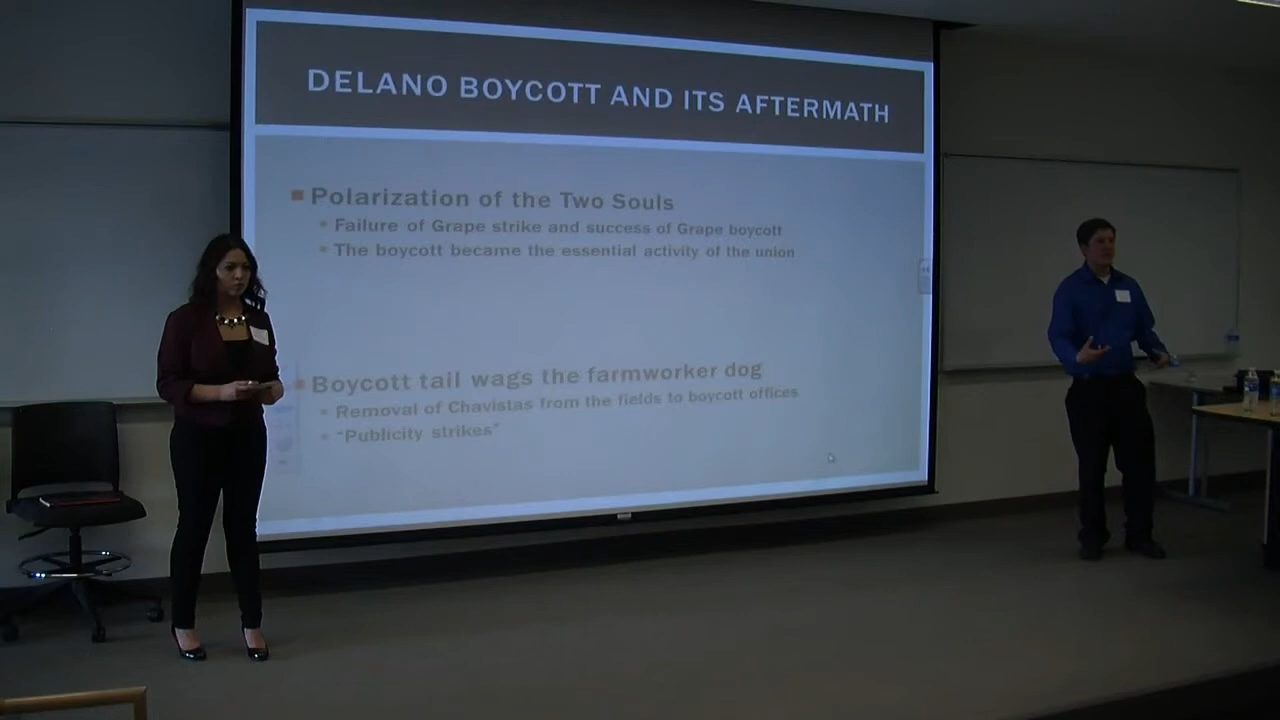 DELANO BOYCOTT AND ITS AFTERMATH
Polarization of the Two Souls
Failure of Grape strike and success of Grape boycott
The boycott became the essential activity of the union
Boycott tail wags the farmworker dog
Removal of Chavistas from the fields to boycott offices
"Publicity strikes"